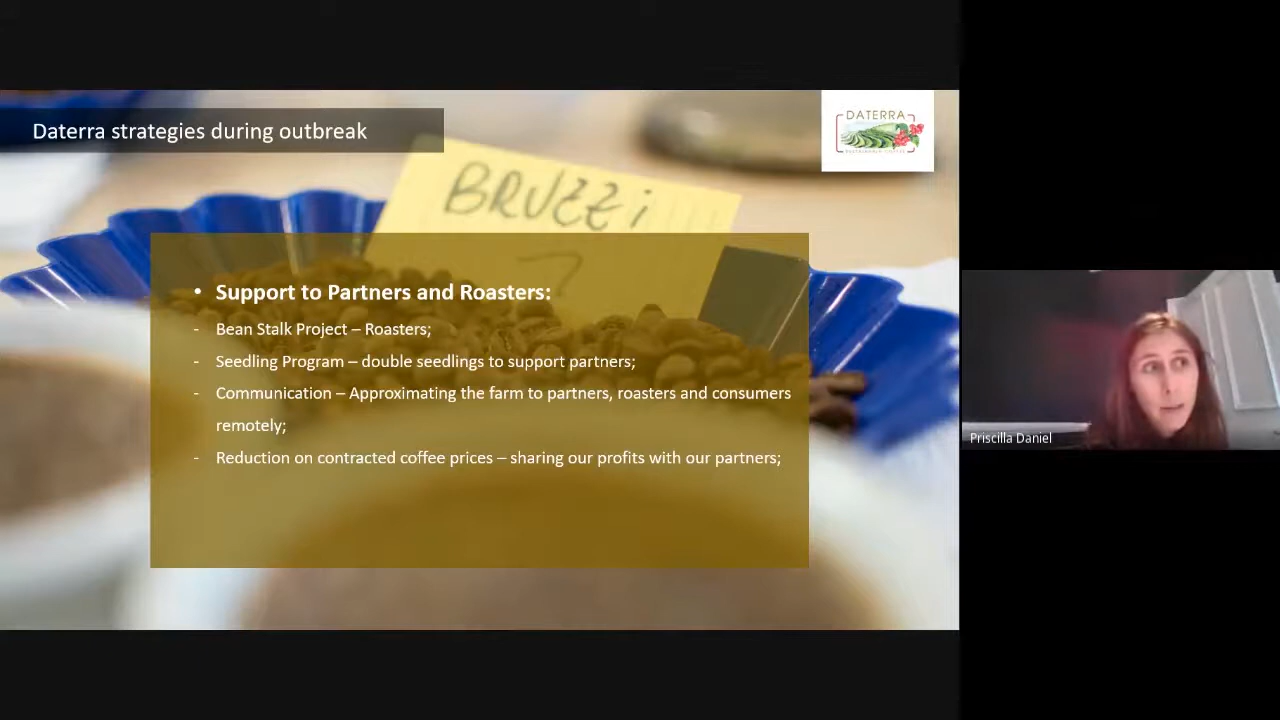 Daterra strategies during outbreak
DATERRA
BRUZZi
• Support to Partners and Roasters:
- Bean Stalk Project – Roasters;
- Seedling Program – double seedlings to support partners;
- Communication – Approximating the farm to partners, roasters and consumers
remotely;
- Reduction on contracted coffee prices – sharing our profits with our partners;
Priscilla Daniel